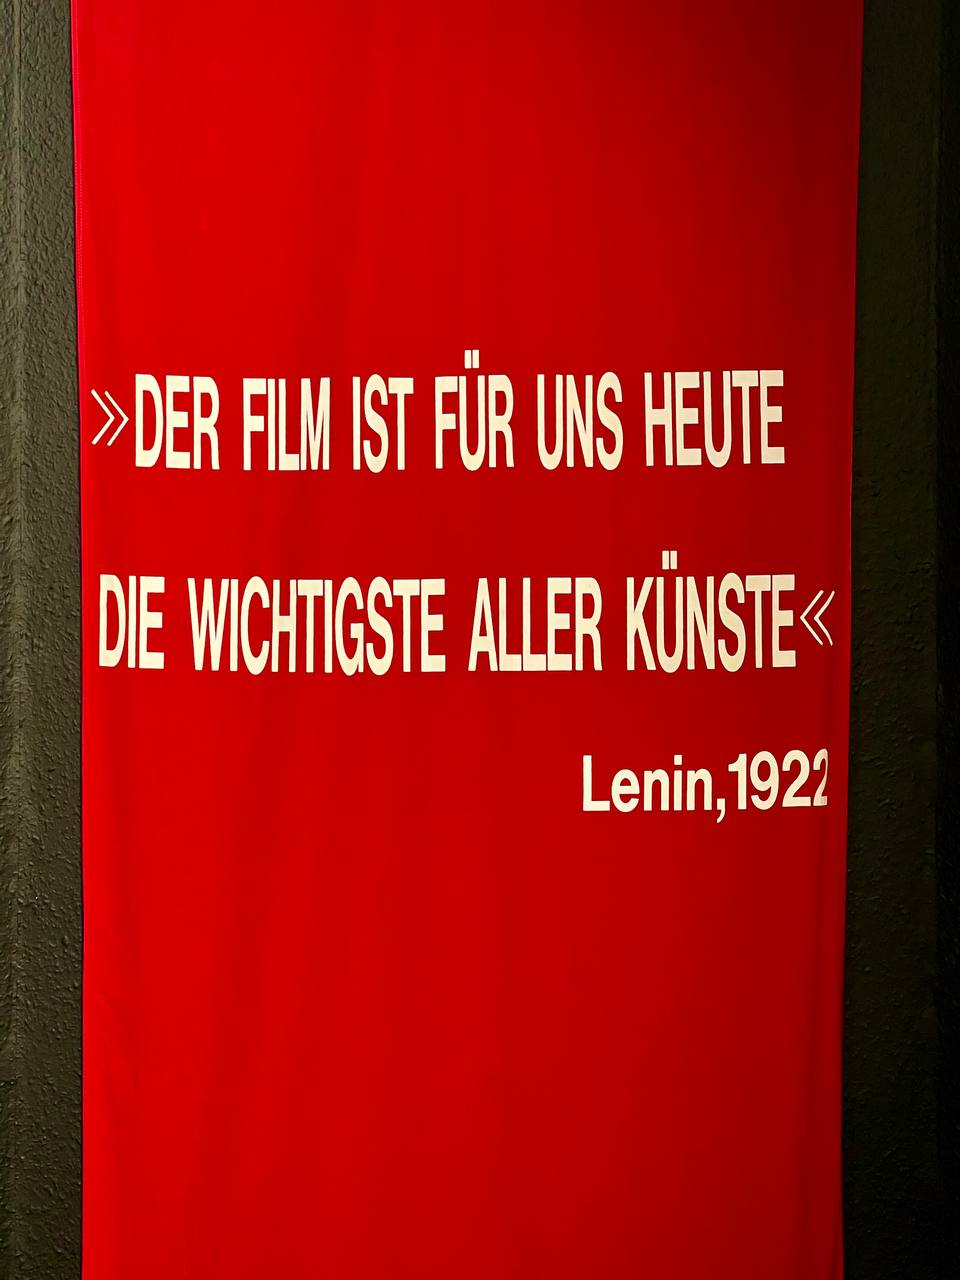 »DER FILM IST FÜR UNS HEUTE
DIE WICHTIGSTE ALLER KÜNSTE«
Lenin,1922